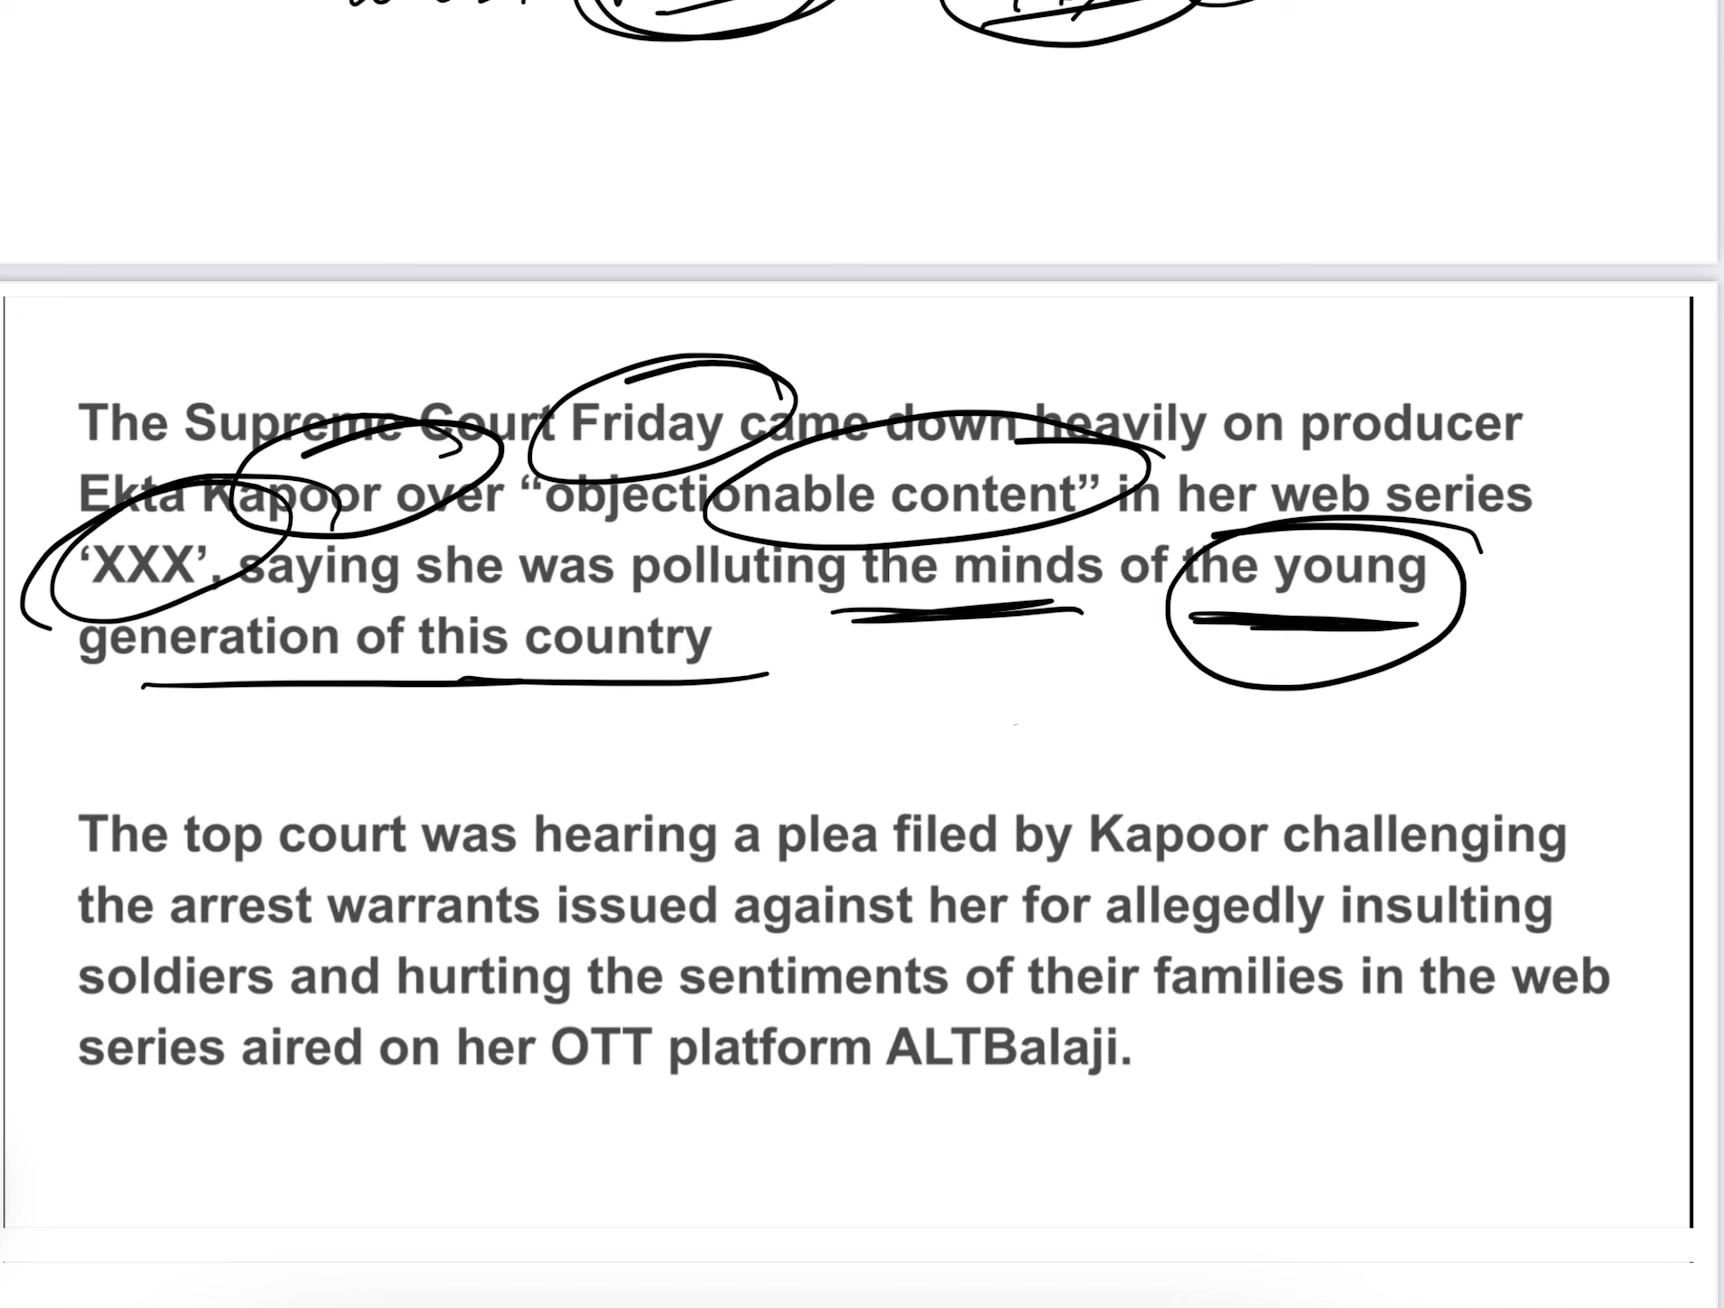 The Supreme Court Friday came down heavily on producer
Ekta Kapoor over “objectionable content” in her web series
‘XXX’, saying she was polluting the minds of the young
generation of this country
The top court was hearing a plea filed by Kapoor challenging
the arrest warrants issued against her for allegedly insulting
soldiers and hurting the sentiments of their families in the web
series aired on her OTT platform ALTBalaji.